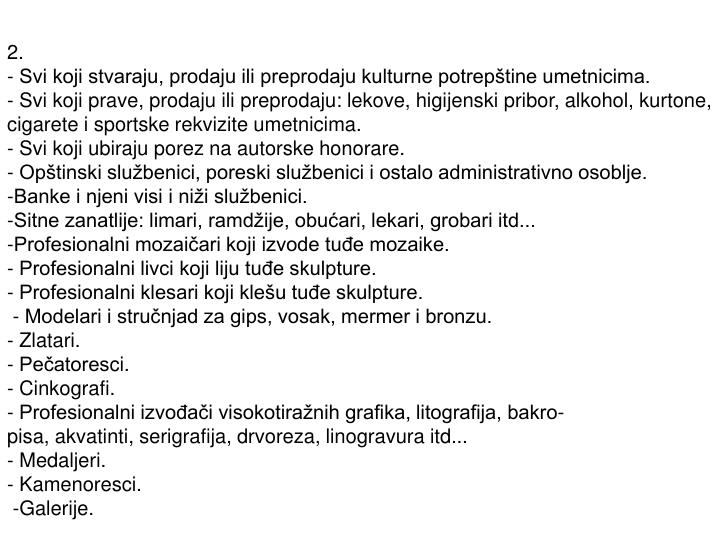 2.
- Svi koji stvaraju, prodaju ili preprodaju kulturne potrepštine umetnicima.
- Svi koji prave, prodaju ili preprodaju: lekove, higijenski pribor, alkohol, kurtone,
cigarete i sportske rekvizite umetnicima.
- Svi koji ubiraju porez na autorske honorare.
- Opštinski službenici, poreski službenici i ostalo administrativno osoblje.
-Banke i njeni visi i niži službenici.
-Sitne zanatlije: limari, ramdžije, obućari, lekari, grobari itd...
-Profesionalni mozaičari koji izvode tuđe mozaike.
- Profesionalni livci koji liju tuđe skulpture.
- Profesionalni klesari koji klešu tuđe skulpture.
- Modelari i stručnjad za gips, vosak, mermer i bronzu.
- Zlatari.
- Pečatoresci.
- Cinkografi.
- Profesionalni izvođači visokotiražnih grafika, litografija, bakro-
pisa, akvatinti, serigrafija, drvoreza, linogravura itd...
- Medaljeri.
- Kamenoresci.
-Galerije.